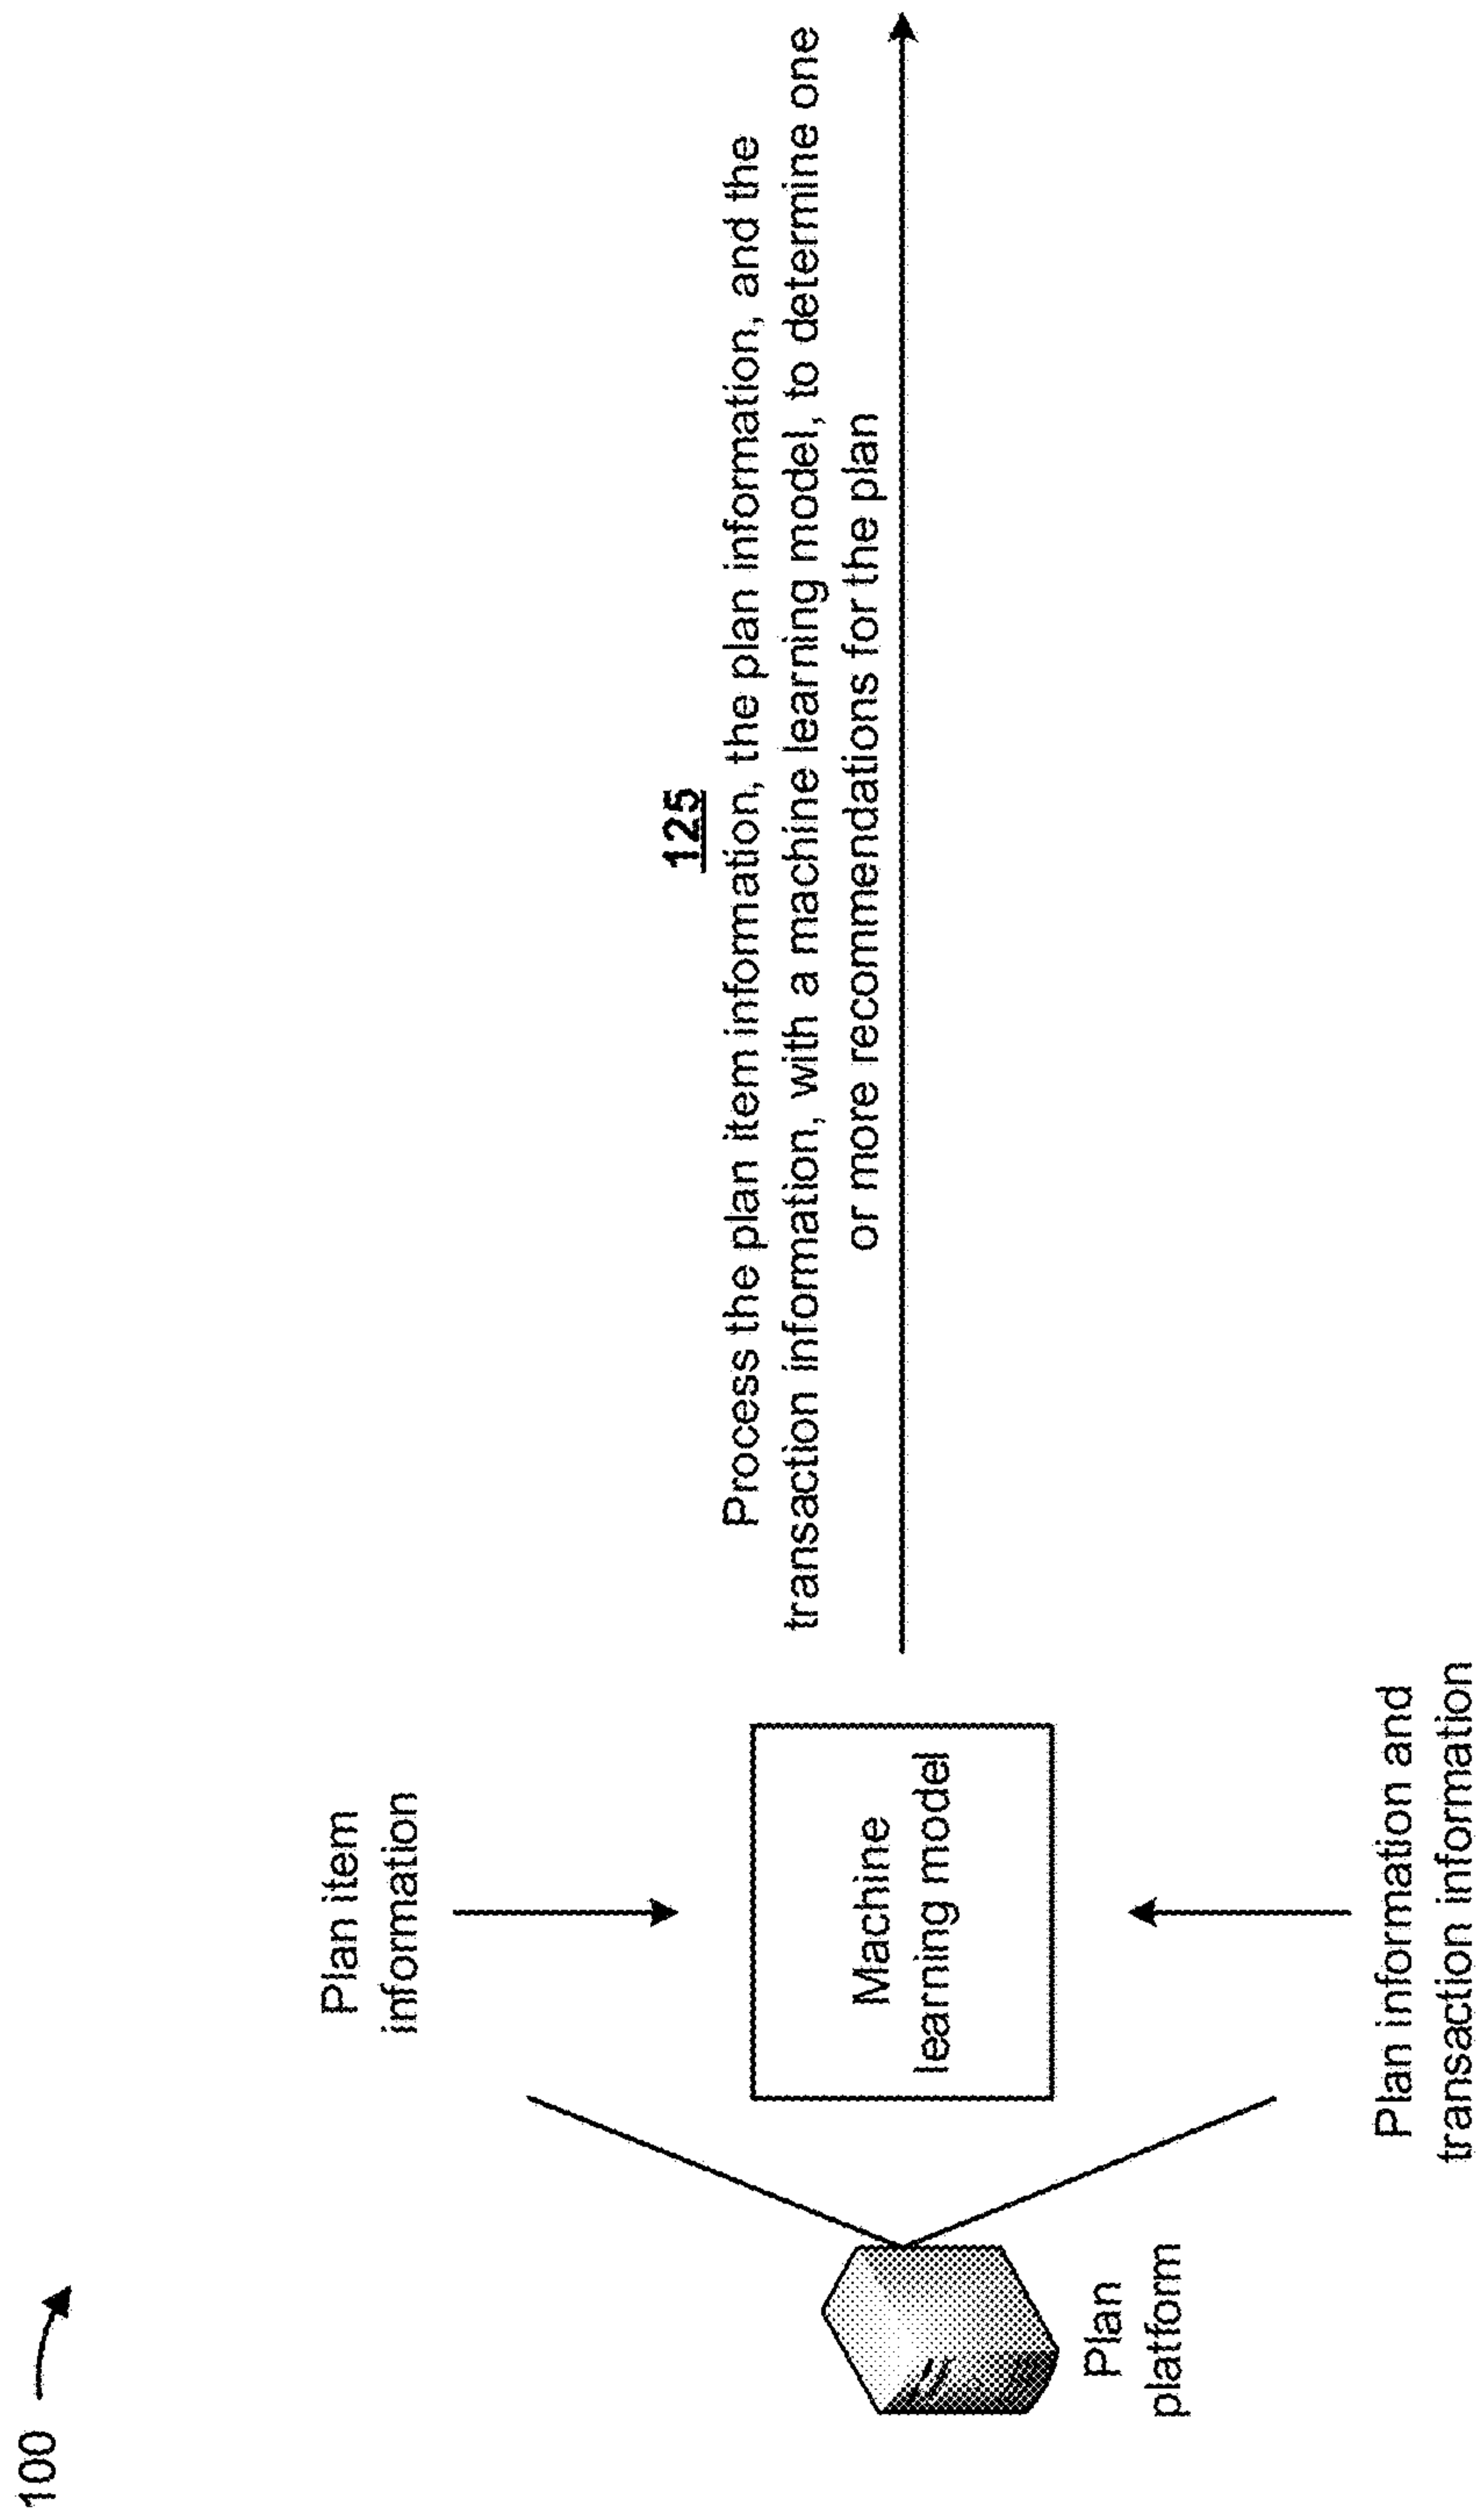 100
Plan item
information
Plan
platform
Machine
learning model
Plan information and
transaction information
125
Process the plan item information, the plan information, and the
transaction information, with a machine learning model, to determine one
or more recommendations for the plan